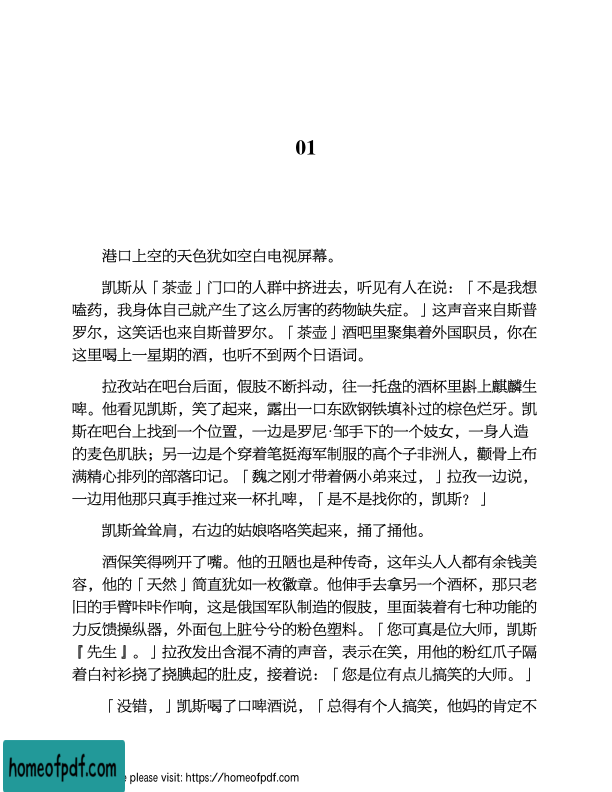 01
港口上空的天色犹如空白电视屏幕。
凯斯从「茶壶」门口的人群中挤进去，听见有人在说：「不是我想
嗑药，我身体自己就产生了这么厉害的药物缺失症。」这声音来自斯普
罗尔，这笑话也来自斯普罗尔。「茶壶」酒吧里聚集着外国职员，你在
这里喝上一星期的酒，也听不到两个日语词。
拉孜站在吧台后面，假肢不断抖动，往一托盘的酒杯里斟上麒麟生
啤。他看见凯斯，笑了起来，露出一口东欧钢铁填补过的棕色烂牙。凯
斯在吧台上找到一个位置，一边是罗尼·邹手下的一个妓女，一身人造
的麦色肌肤；另一边是个穿着笔挺海军制服的高个子非洲人，颧骨上布
满精心排列的部落印记。「魏之刚才带着俩小弟来过，」拉孜一边说，
一边用他那只真手推过来一杯扎啤，「是不是找你的，凯斯？」
凯斯耸耸肩，右边的姑娘咯咯笑起来，捅了捅他。
酒保笑得咧开了嘴。他的丑陋也是种传奇，这年头人人都有余钱美
容，他的「天然」简直犹如一枚徽章。他伸手去拿另一个酒杯，那只老
旧的手臂咔咔作响，这是俄国军队制造的假肢，里面装着有七种功能的
力反馈操纵器，外面包上脏兮兮的粉色塑料。「您可真是位大师，凯斯
『先生』。」拉孜发出含混不清的声音，表示在笑，用他的粉红爪子隔
着白衬衫挠了挠腆起的肚皮，接着说：「您是位有点儿搞笑的大师。」
「没错，」凯斯喝了口啤酒说，「总得有个人搞笑，他妈的肯定不
homeofpdf.com
e please visit: https://homeofpdf.com